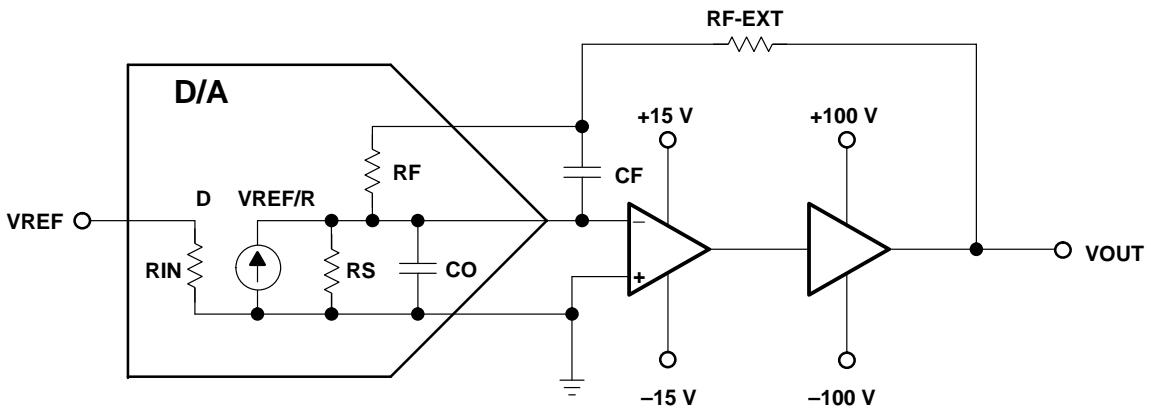 RF-EXT
D/A
+15 V
+100 V
RF
CF
D VREF/R
VREF
–
RIN
RS
CO
+
VOUT
–15 V
–100 V